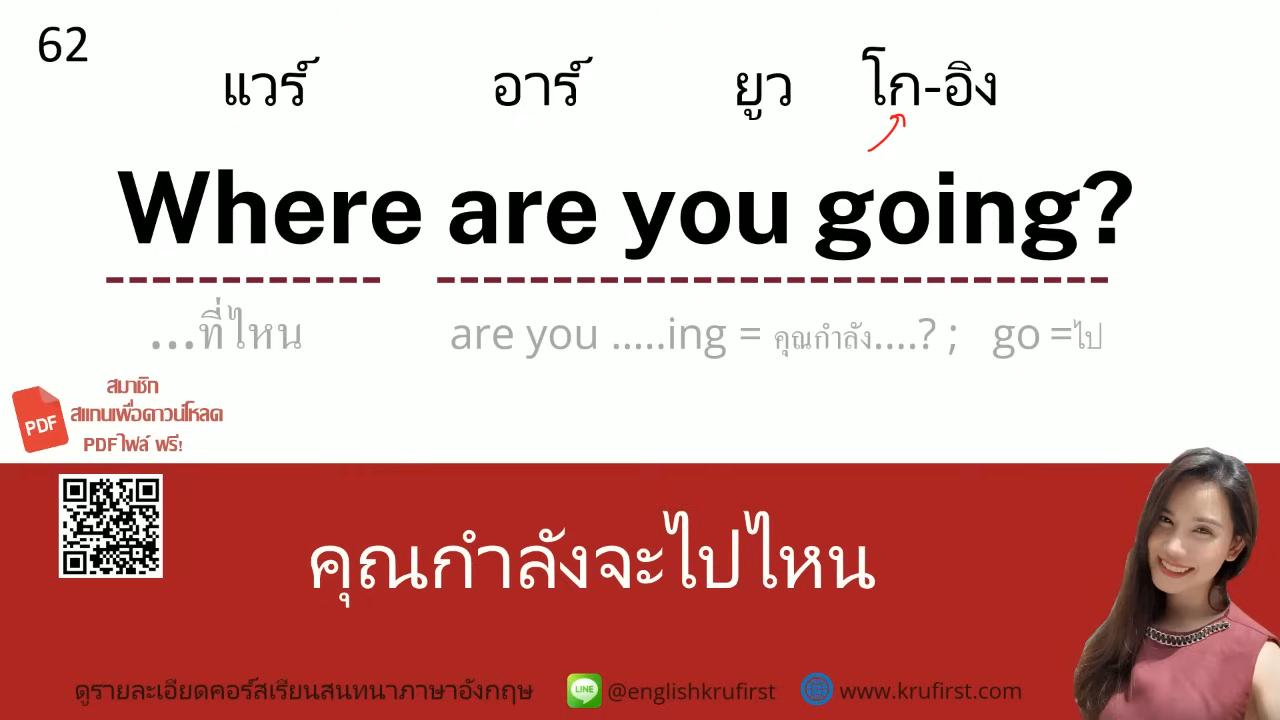 62
แวร์ อาร์ ยูว โก-อิง
Where are you going?
...ที่ไหน are you .....ing = คุณกำลัง....? ; go =ไป
สมาชิก
สแกนเพื่อดาวน์โหลด
PDF ไฟล์ ฟรี!
PDF
คุณกำลังจะไปไหน
ดูรายละเอียดคอร์สเรียนสนทนาภาษาอังกฤษ LINE @englishkrufirst www.krufirst.com